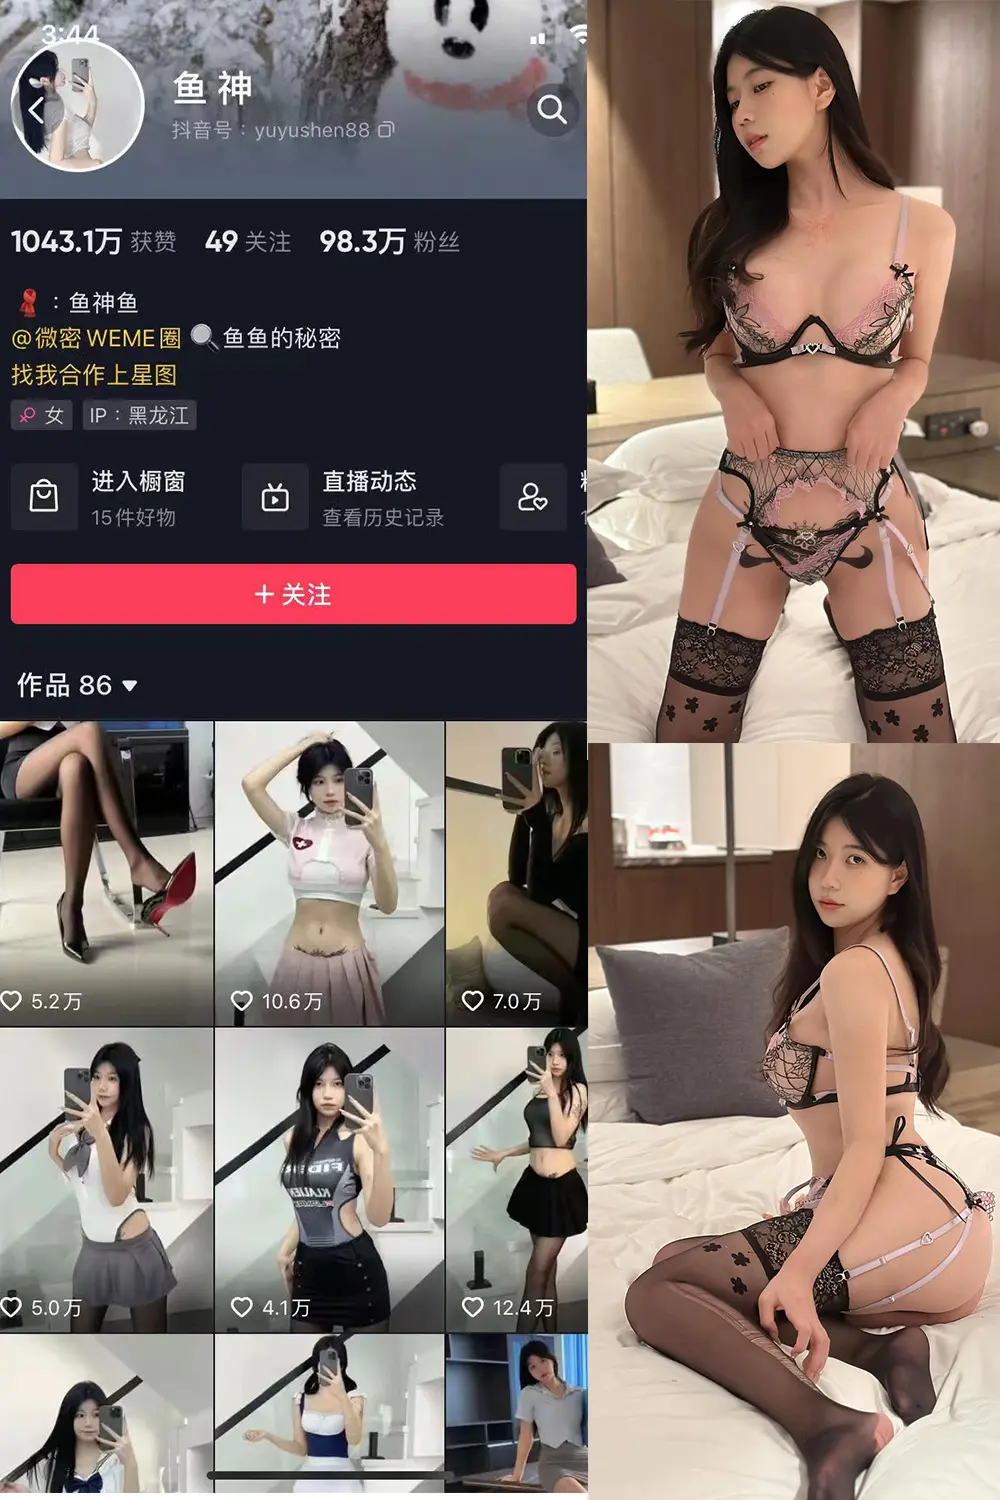 3:44
鱼 神
抖音号：yuyushen88
1043.1万 获赞 49 关注 98.3万 粉丝
：鱼神鱼
@微密 WEME圈 鱼鱼的秘密
找我合作上星图
女 IP：黑龙江
进入橱窗
15件好物
直播动态
查看历史记录
+ 关注
作品 86
5.2万
10.6万
7.0万
5.0万
4.1万
12.4万